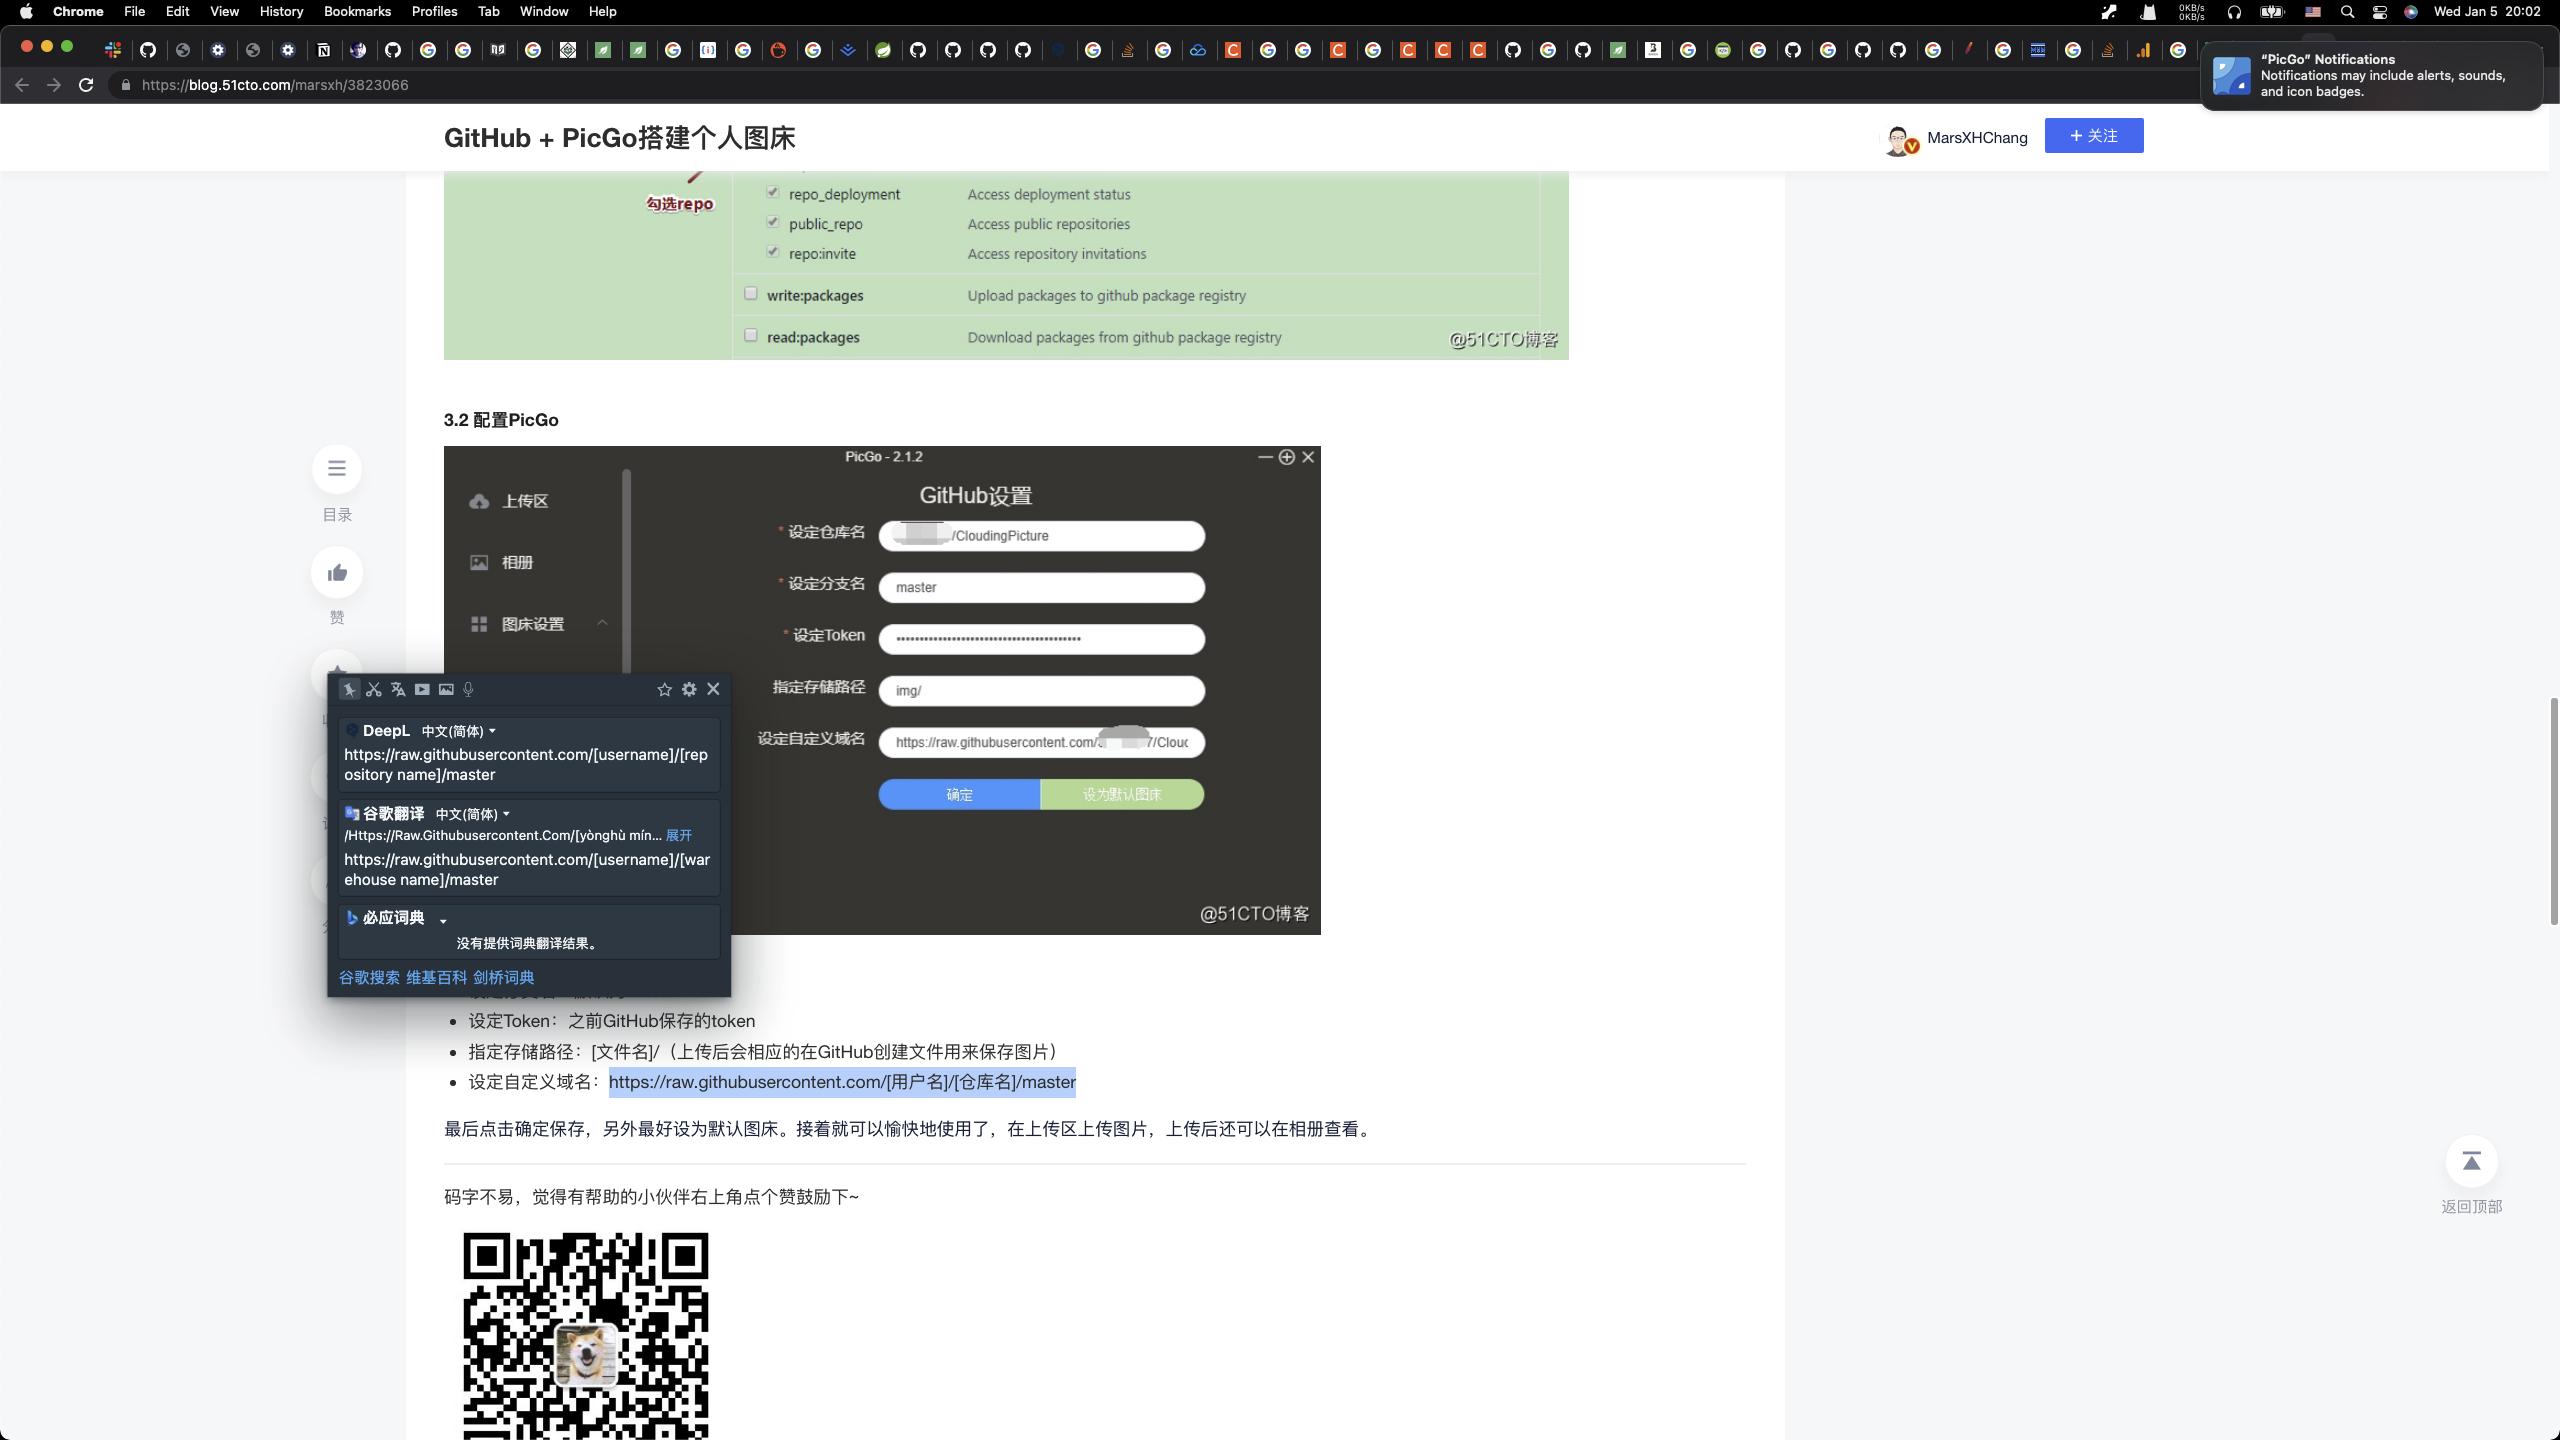 Chrome File Edit View History Bookmarks Profiles Tab Window Help
0KB/s
0KB/s
Wed Jan 5 20:02
https://blog.51cto.com/marsxh/3823066
“PicGo” Notifications
Notifications may include alerts, sounds,
and icon badges.
GitHub + PicGo搭建个人图床
MarsXHChang
+ 关注
勾选repo
repo_deployment Access deployment status
public_repo Access public repositories
repo:invite Access repository invitations
write:packages Upload packages to github package registry
read:packages Download packages from github package registry
@51CTO博客
3.2 配置PicGo
目录
赞
PicGo - 2.1.2
上传区
相册
图床设置
GitHub设置
* 设定仓库名 /CloudingPicture
* 设定分支名 master
* 设定Token ••••••••••••••••••••••••••••••••••••••••
指定存储路径 img/
设定自定义域名 https://raw.githubusercontent.com/ 7/Clouc
确定 设为默认图床
@51CTO博客
DeepL 中文(简体)
https://raw.githubusercontent.com/[username]/[rep
ository name]/master
谷歌翻译 中文(简体)
/Https://Raw.Githubusercontent.Com/[yònghù mín... 展开
https://raw.githubusercontent.com/[username]/[war
ehouse name]/master
必应词典
没有提供词典翻译结果。
谷歌搜索 维基百科 剑桥词典
设定Token：之前GitHub保存的token
指定存储路径：[文件名]/（上传后会相应的在GitHub创建文件用来保存图片）
设定自定义域名：https://raw.githubusercontent.com/[用户名]/[仓库名]/master
最后点击确定保存，另外最好设为默认图床。接着就可以愉快地使用了，在上传区上传图片，上传后还可以在相册查看。
码字不易，觉得有帮助的小伙伴右上角点个赞鼓励下~
返回顶部